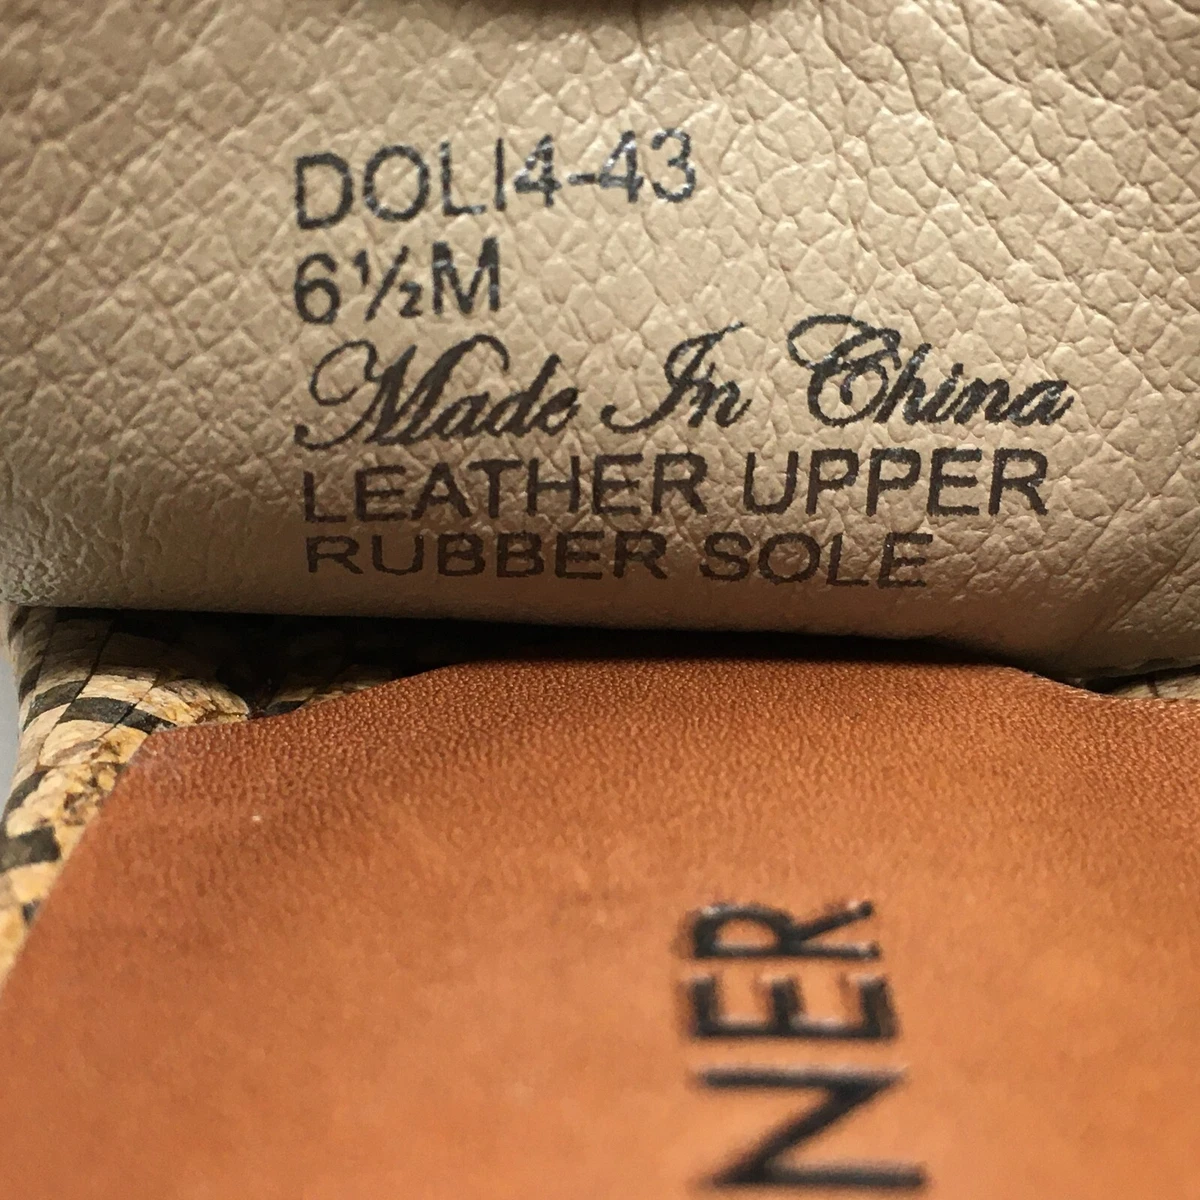 DOLI4-43
6½M
Made In China
LEATHER UPPER
RUBBER SOLE
NER